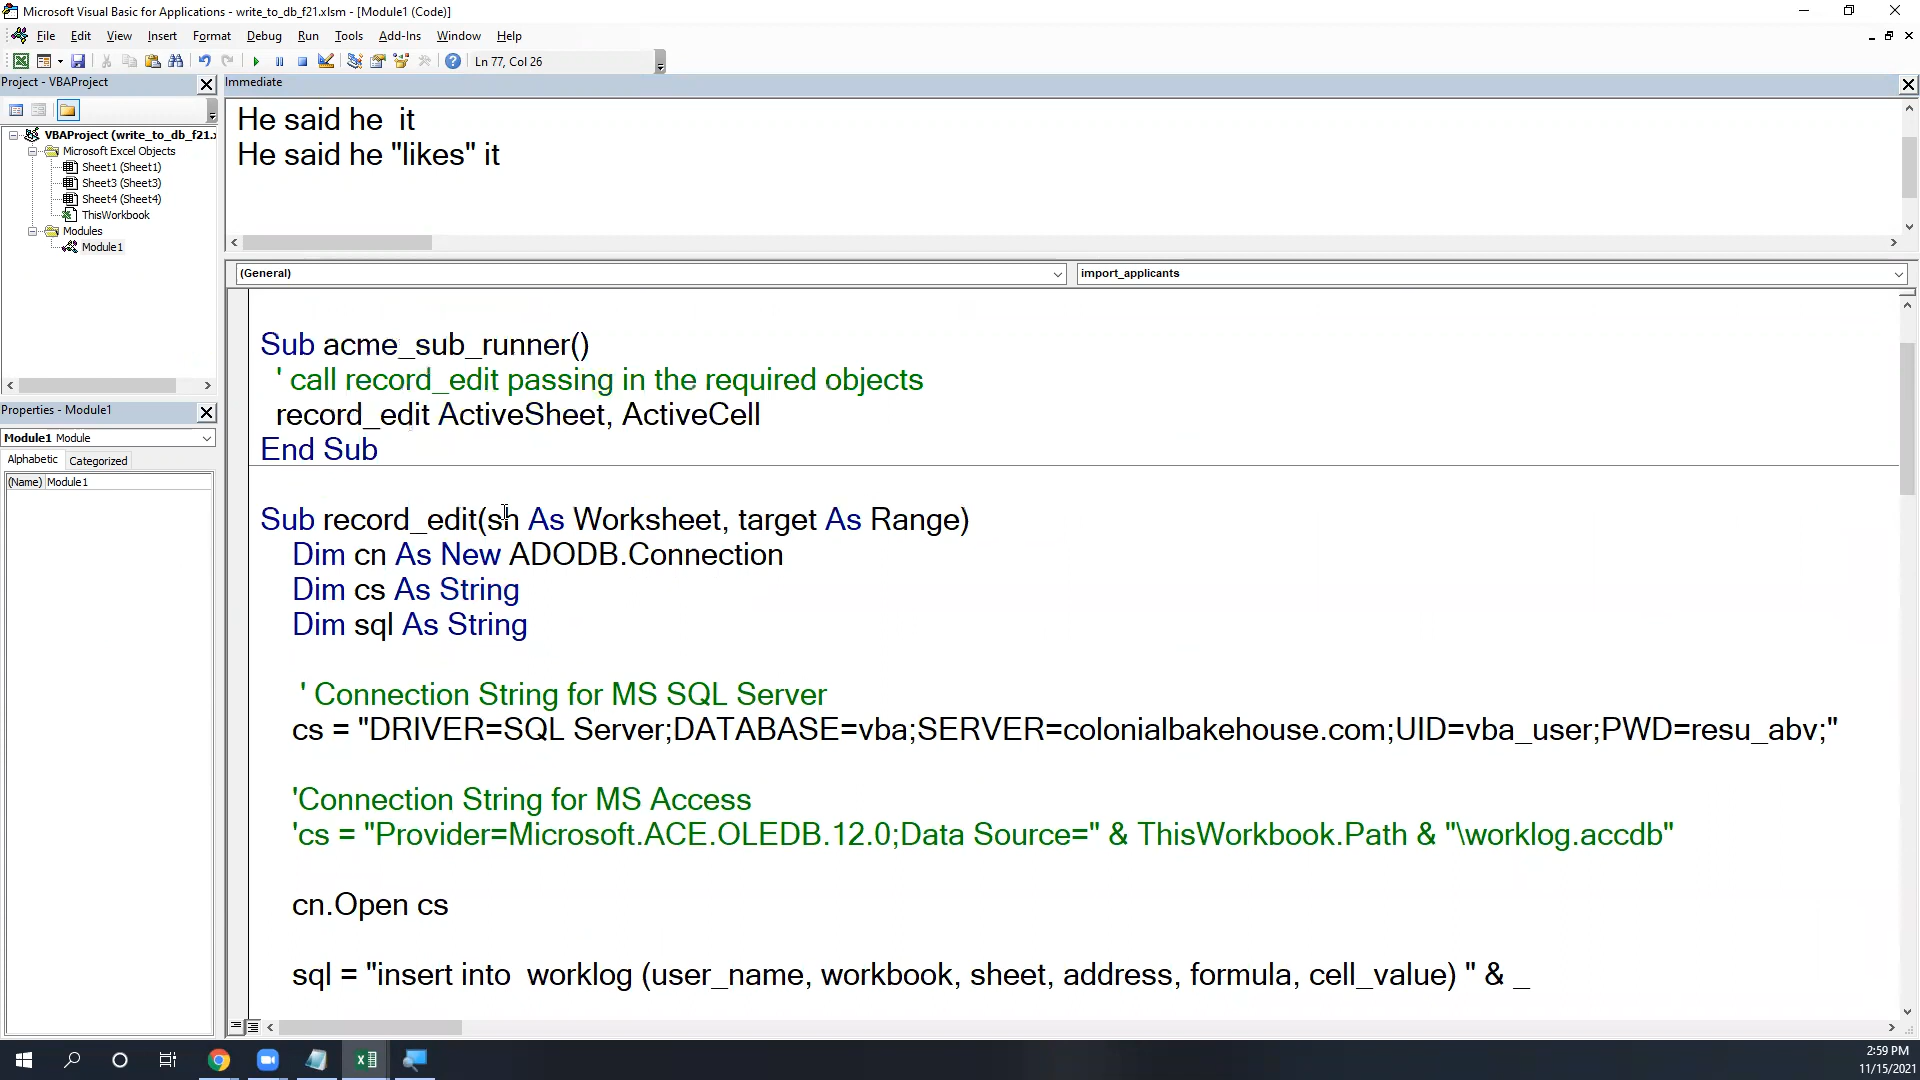 Microsoft Visual Basic for Applications - write_to_db_f21.xlsm - [Module1 (Code)]
File Edit View Insert Format Debug Run Tools Add-Ins Window Help
Ln 77, Col 26
Project - VBAProject
Immediate
He said he  it
He said he "likes" it
VBAProject (write_to_db_f21.x
Microsoft Excel Objects
Sheet1 (Sheet1)
Sheet3 (Sheet3)
Sheet4 (Sheet4)
ThisWorkbook
Modules
Module1
(General)
import_applicants
Properties - Module1
Module1 Module
Alphabetic Categorized
(Name) Module1
Sub acme_sub_runner()
' call record_edit passing in the required objects
record_edit ActiveSheet, ActiveCell
End Sub
Sub record_edit(sh As Worksheet, target As Range)
Dim cn As New ADODB.Connection
Dim cs As String
Dim sql As String
' Connection String for MS SQL Server
cs = "DRIVER=SQL Server;DATABASE=vba;SERVER=colonialbakehouse.com;UID=vba_user;PWD=resu_abv;"
'Connection String for MS Access
'cs = "Provider=Microsoft.ACE.OLEDB.12.0;Data Source=" & ThisWorkbook.Path & "\worklog.accdb"
cn.Open cs
sql = "insert into  worklog (user_name, workbook, sheet, address, formula, cell_value) " & _
2:59 PM
11/15/2021